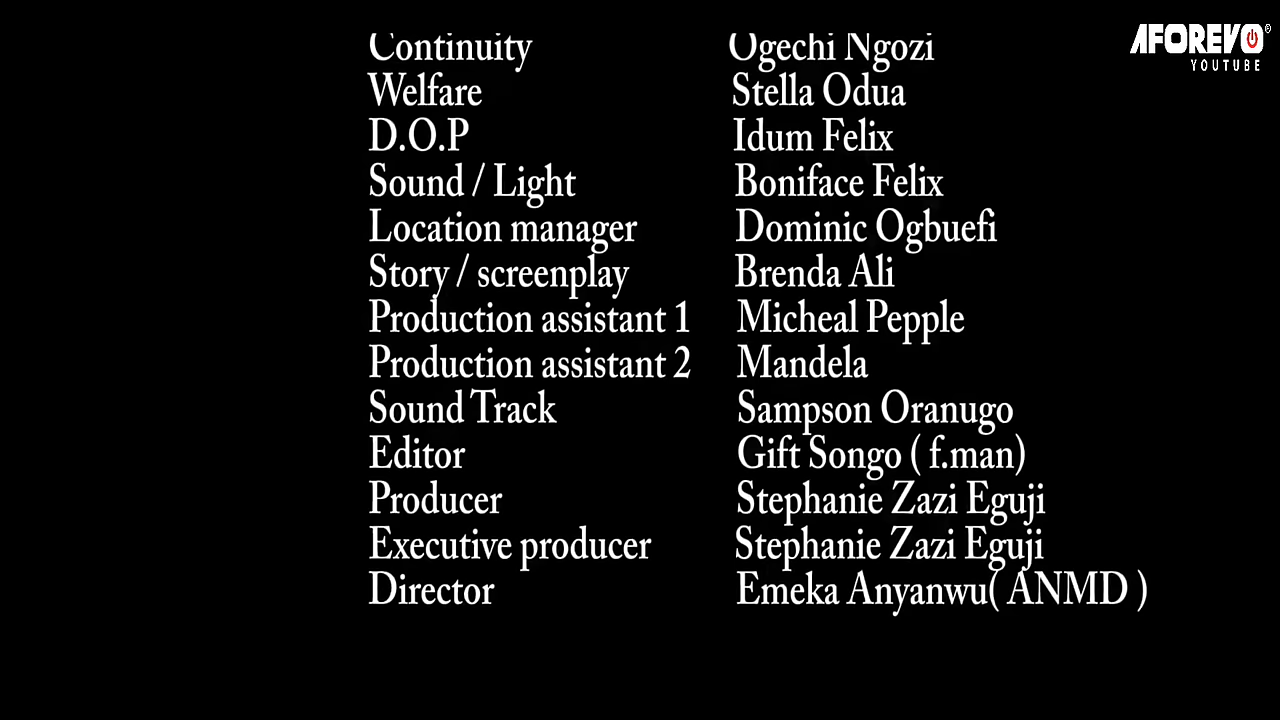 AFOREVO
YOUTUBE
Continuity Ogechi Ngozi
Welfare Stella Odua
D.O.P Idum Felix
Sound / Light Boniface Felix
Location manager Dominic Ogbuefi
Story / screenplay Brenda Ali
Production assistant 1 Micheal Pepple
Production assistant 2 Mandela
Sound Track Sampson Oranugo
Editor Gift Songo ( f.man)
Producer Stephanie Zazi Eguji
Executive producer Stephanie Zazi Eguji
Director Emeka Anyanwu( ANMD )